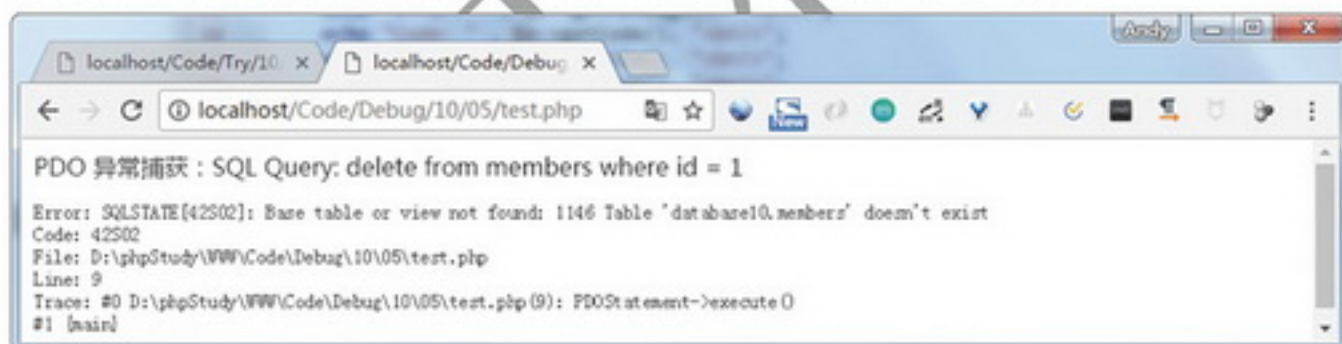 Andy
localhost/Code/Try/10
localhost/Code/Debug
localhost/Code/Debug/10/05/test.php
New
PDO 异常捕获：SQL Query: delete from members where id = 1
Error: SQLSTATE[42S02]: Base table or view not found: 1146 Table 'database10.members' doesn't exist
Code: 42S02
File: D:\phpStudy\WWW\Code\Debug\10\05\test.php
Line: 9
Trace: #0 D:\phpStudy\WWW\Code\Debug\10\05\test.php(9): PDOStatement->execute()
#1 {main}